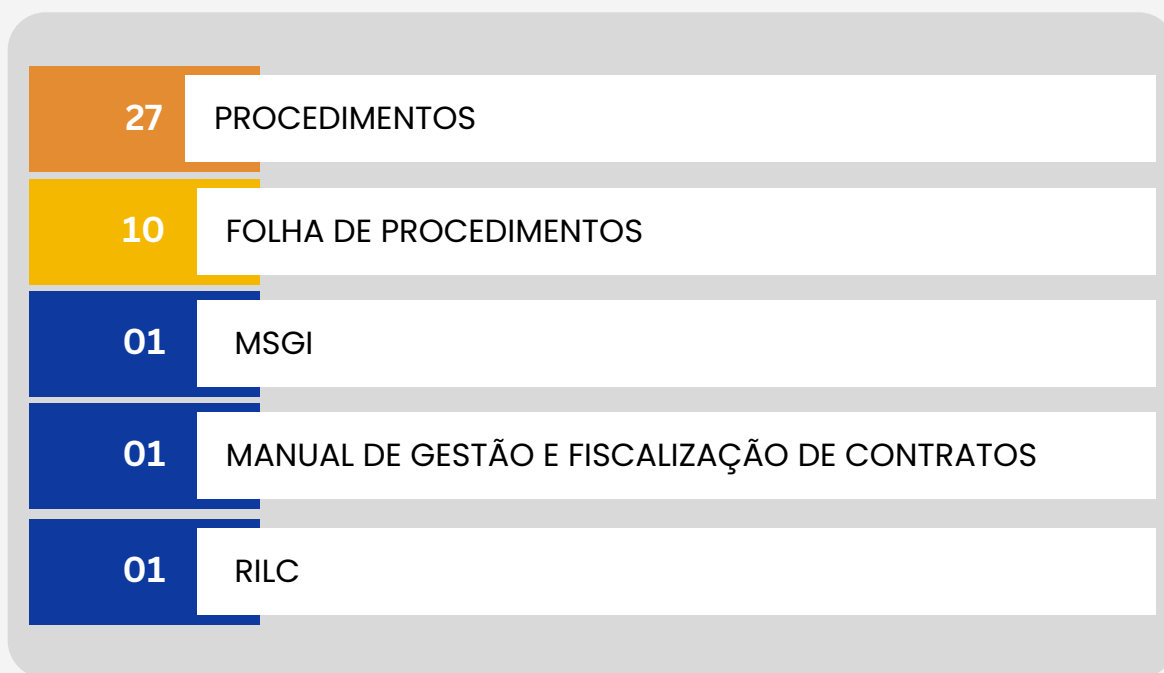 27 PROCEDIMENTOS
10 FOLHA DE PROCEDIMENTOS
01 MSGI
01 MANUAL DE GESTÃO E FISCALIZAÇÃO DE CONTRATOS
01 RILC